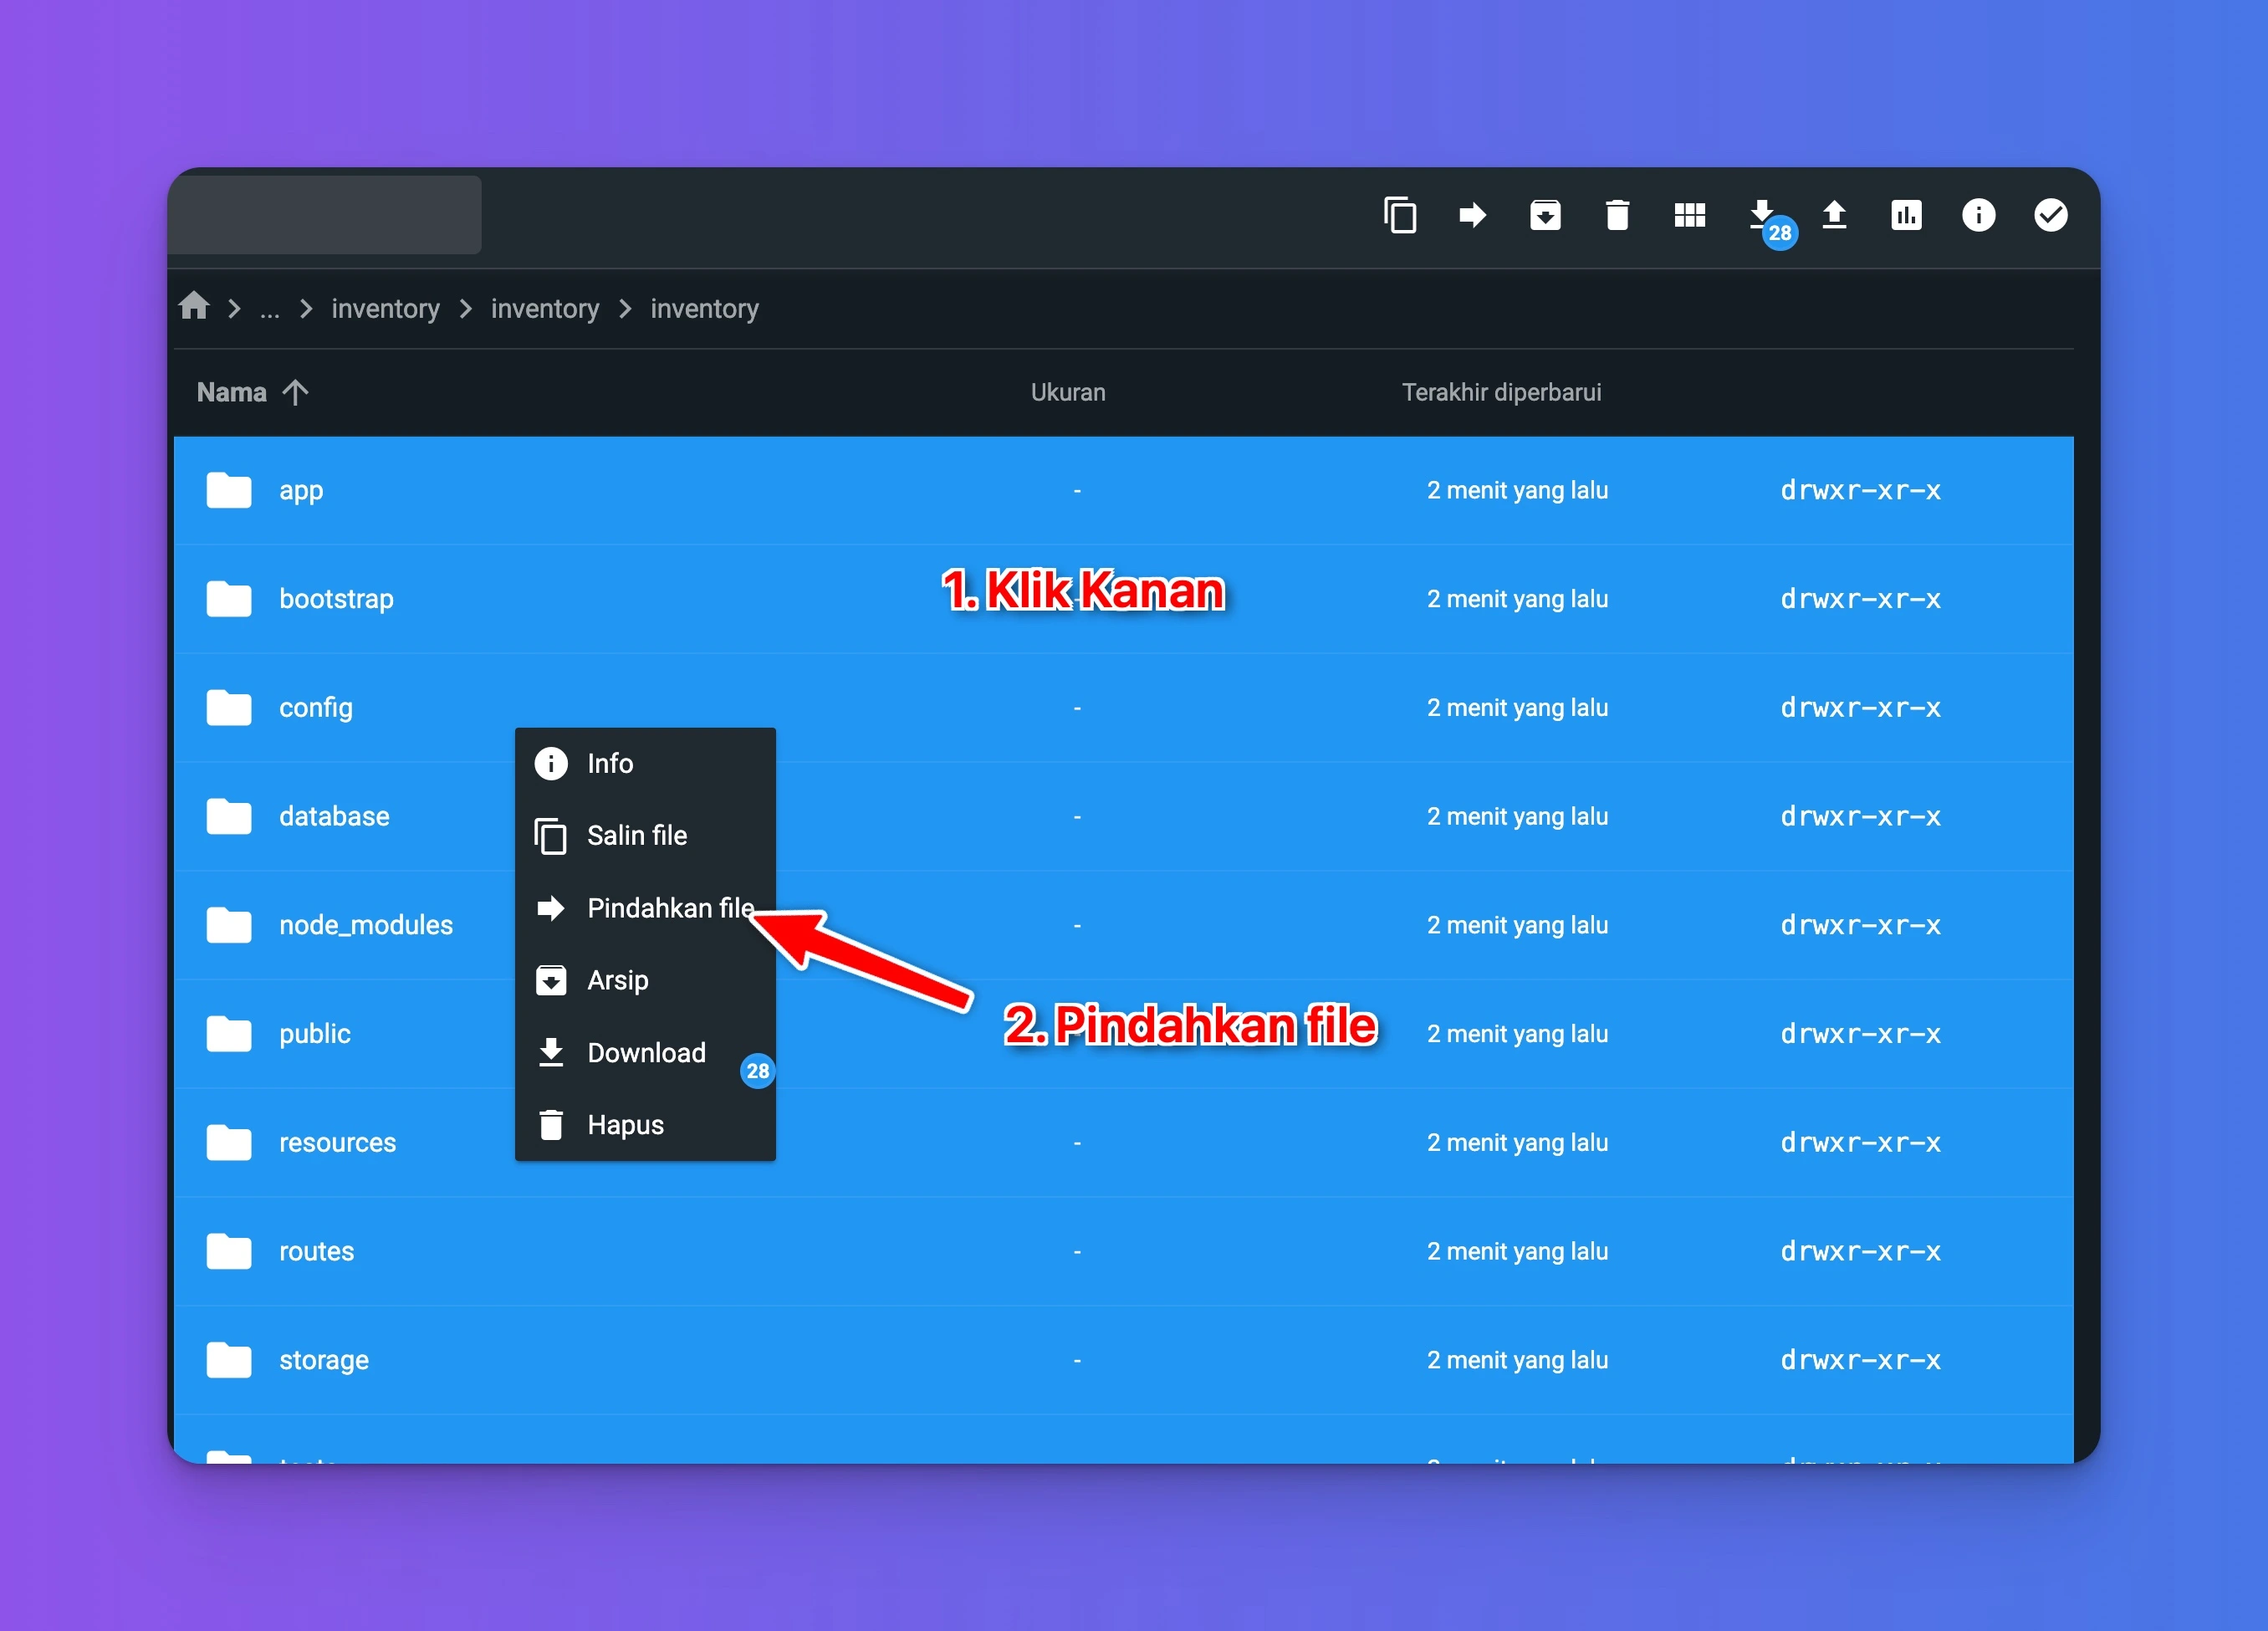 28
... inventory inventory inventory
Nama Ukuran Terakhir diperbarui
app - 2 menit yang lalu drwxr-xr-x
bootstrap 2 menit yang lalu drwxr-xr-x
1. Klik Kanan
config - 2 menit yang lalu drwxr-xr-x
database - 2 menit yang lalu drwxr-xr-x
node_modules - 2 menit yang lalu drwxr-xr-x
public 2 menit yang lalu drwxr-xr-x
resources - 2 menit yang lalu drwxr-xr-x
routes - 2 menit yang lalu drwxr-xr-x
storage - 2 menit yang lalu drwxr-xr-x
Info
Salin file
Pindahkan file
Arsip
Download 28
Hapus
2. Pindahkan file